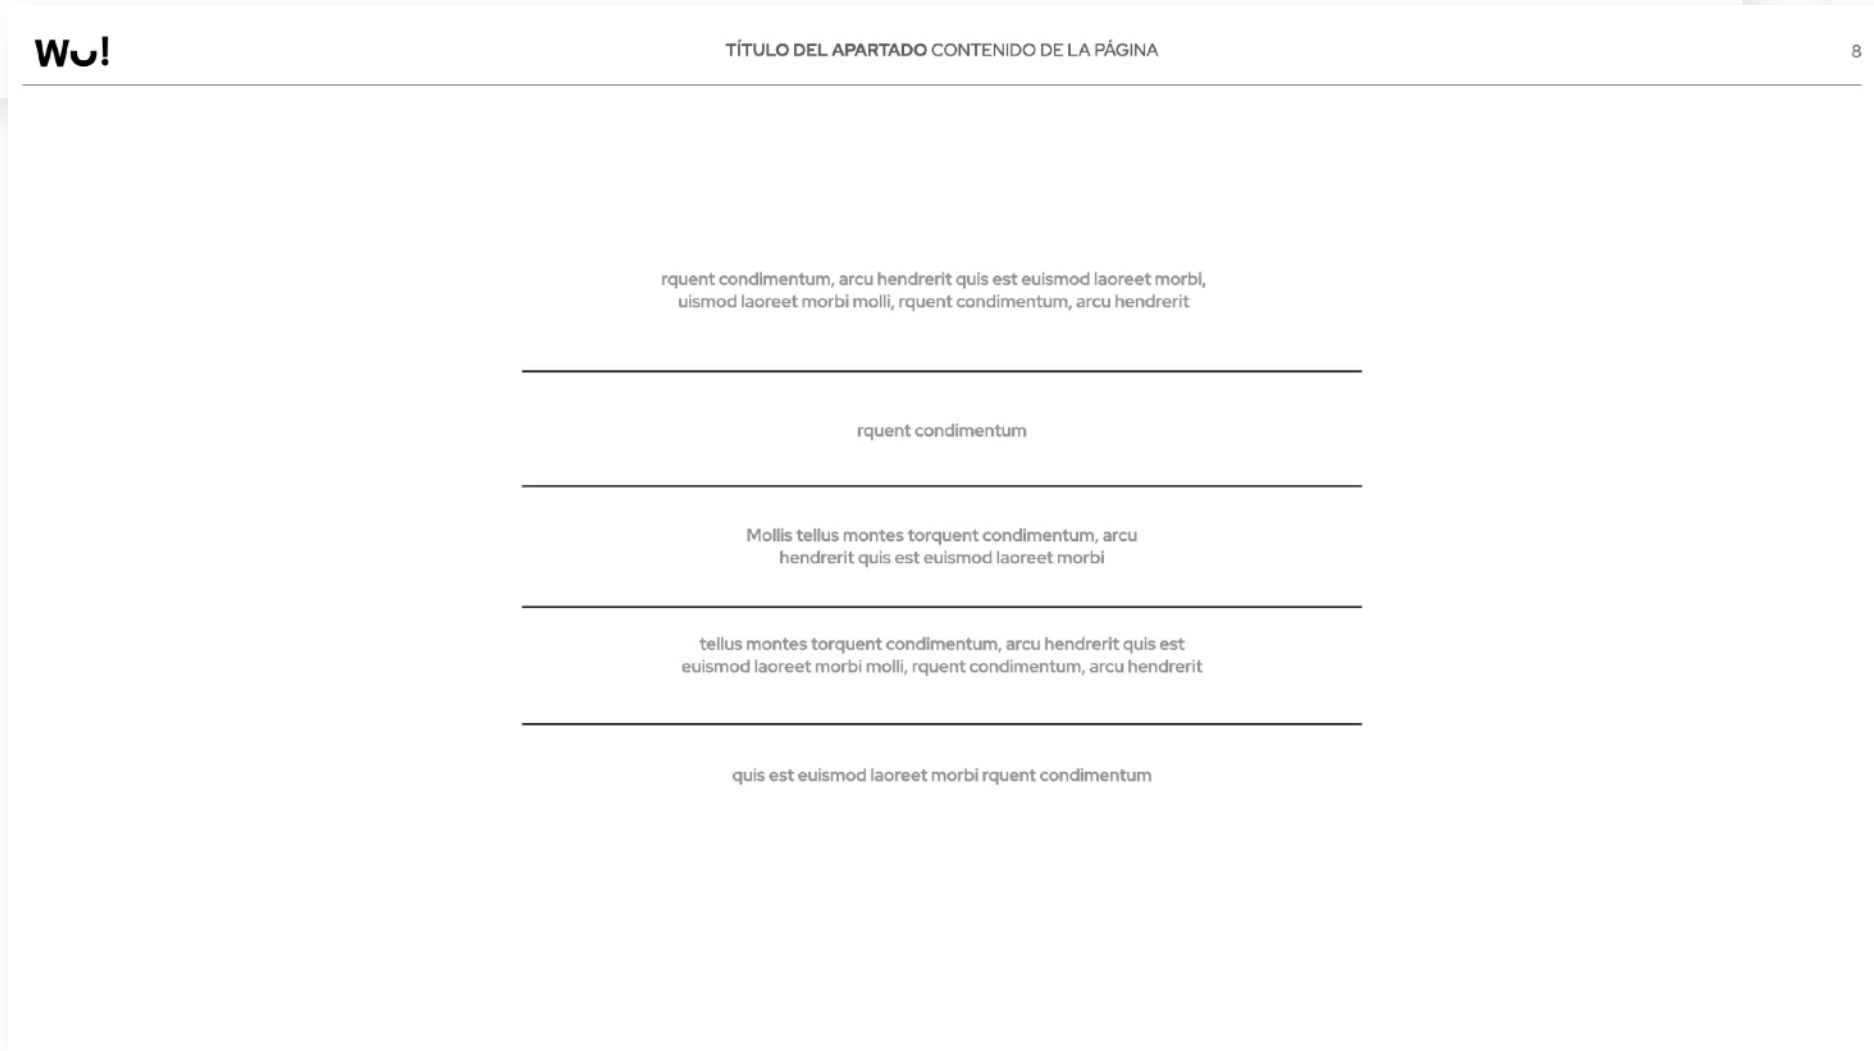 Wu!
TÍTULO DEL APARTADO CONTENIDO DE LA PÁGINA
8
rquent condimentum, arcu hendrerit quis est euismod laoreet morbi,
uismod laoreet morbi molli, rquent condimentum, arcu hendrerit
rquent condimentum
Mollis tellus montes torquent condimentum, arcu
hendrerit quis est euismod laoreet morbi
tellus montes torquent condimentum, arcu hendrerit quis est
euismod laoreet morbi molli, rquent condimentum, arcu hendrerit
quis est euismod laoreet morbi rquent condimentum